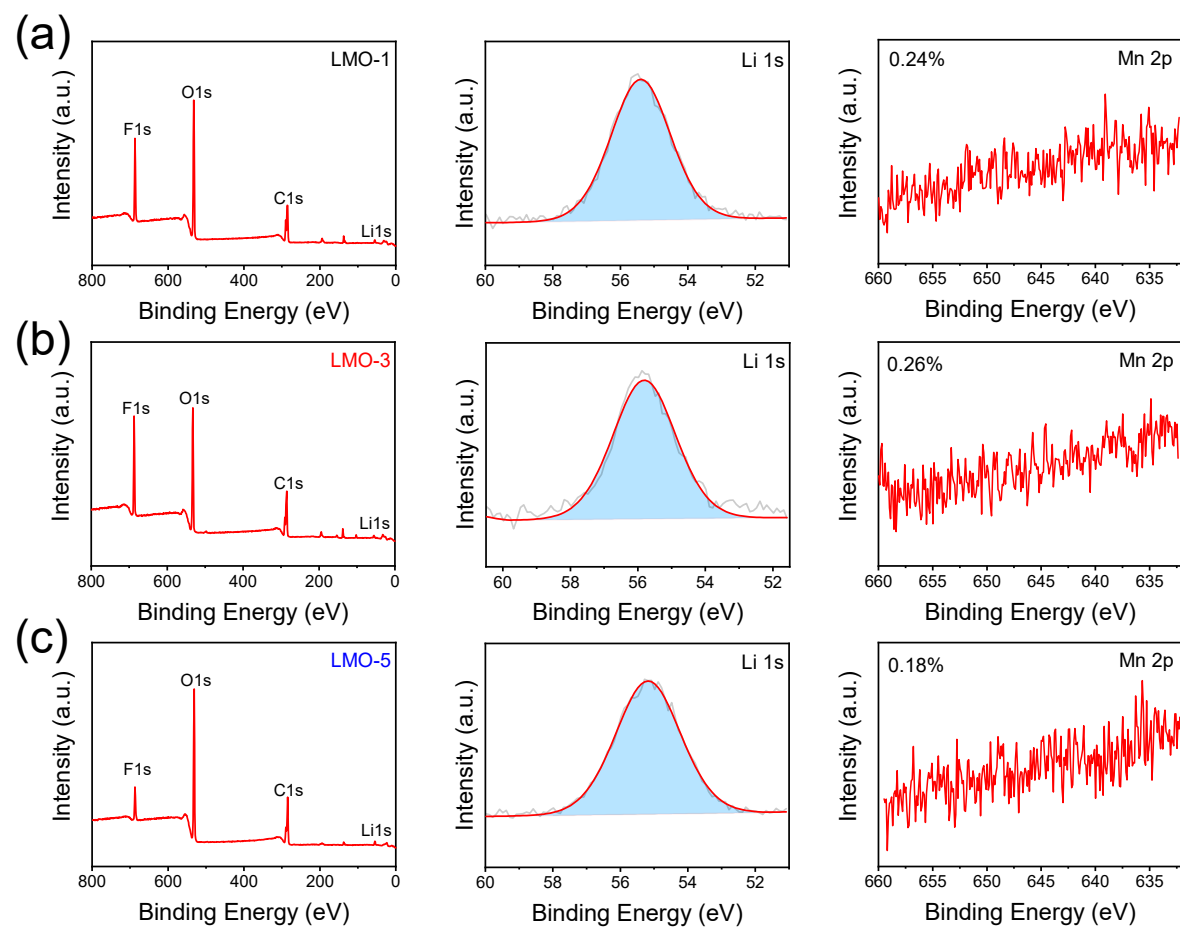 (a)
LMO-1
O1s
F1s
C1s
Li1s
Intensity (a.u.)
800 600 400 200 0
Binding Energy (eV)
Li 1s
Intensity (a.u.)
60 58 56 54 52
Binding Energy (eV)
0.24% Mn 2p
Intensity (a.u.)
660 655 650 645 640 635
Binding Energy (eV)
(b)
LMO-3
F1s
O1s
C1s
Li1s
Intensity (a.u.)
800 600 400 200 0
Binding Energy (eV)
Li 1s
Intensity (a.u.)
60 58 56 54 52
Binding Energy (eV)
0.26% Mn 2p
Intensity (a.u.)
660 655 650 645 640 635
Binding Energy (eV)
(c)
LMO-5
O1s
F1s
C1s
Li1s
Intensity (a.u.)
800 600 400 200 0
Binding Energy (eV)
Li 1s
Intensity (a.u.)
60 58 56 54 52
Binding Energy (eV)
0.18% Mn 2p
Intensity (a.u.)
660 655 650 645 640 635
Binding Energy (eV)